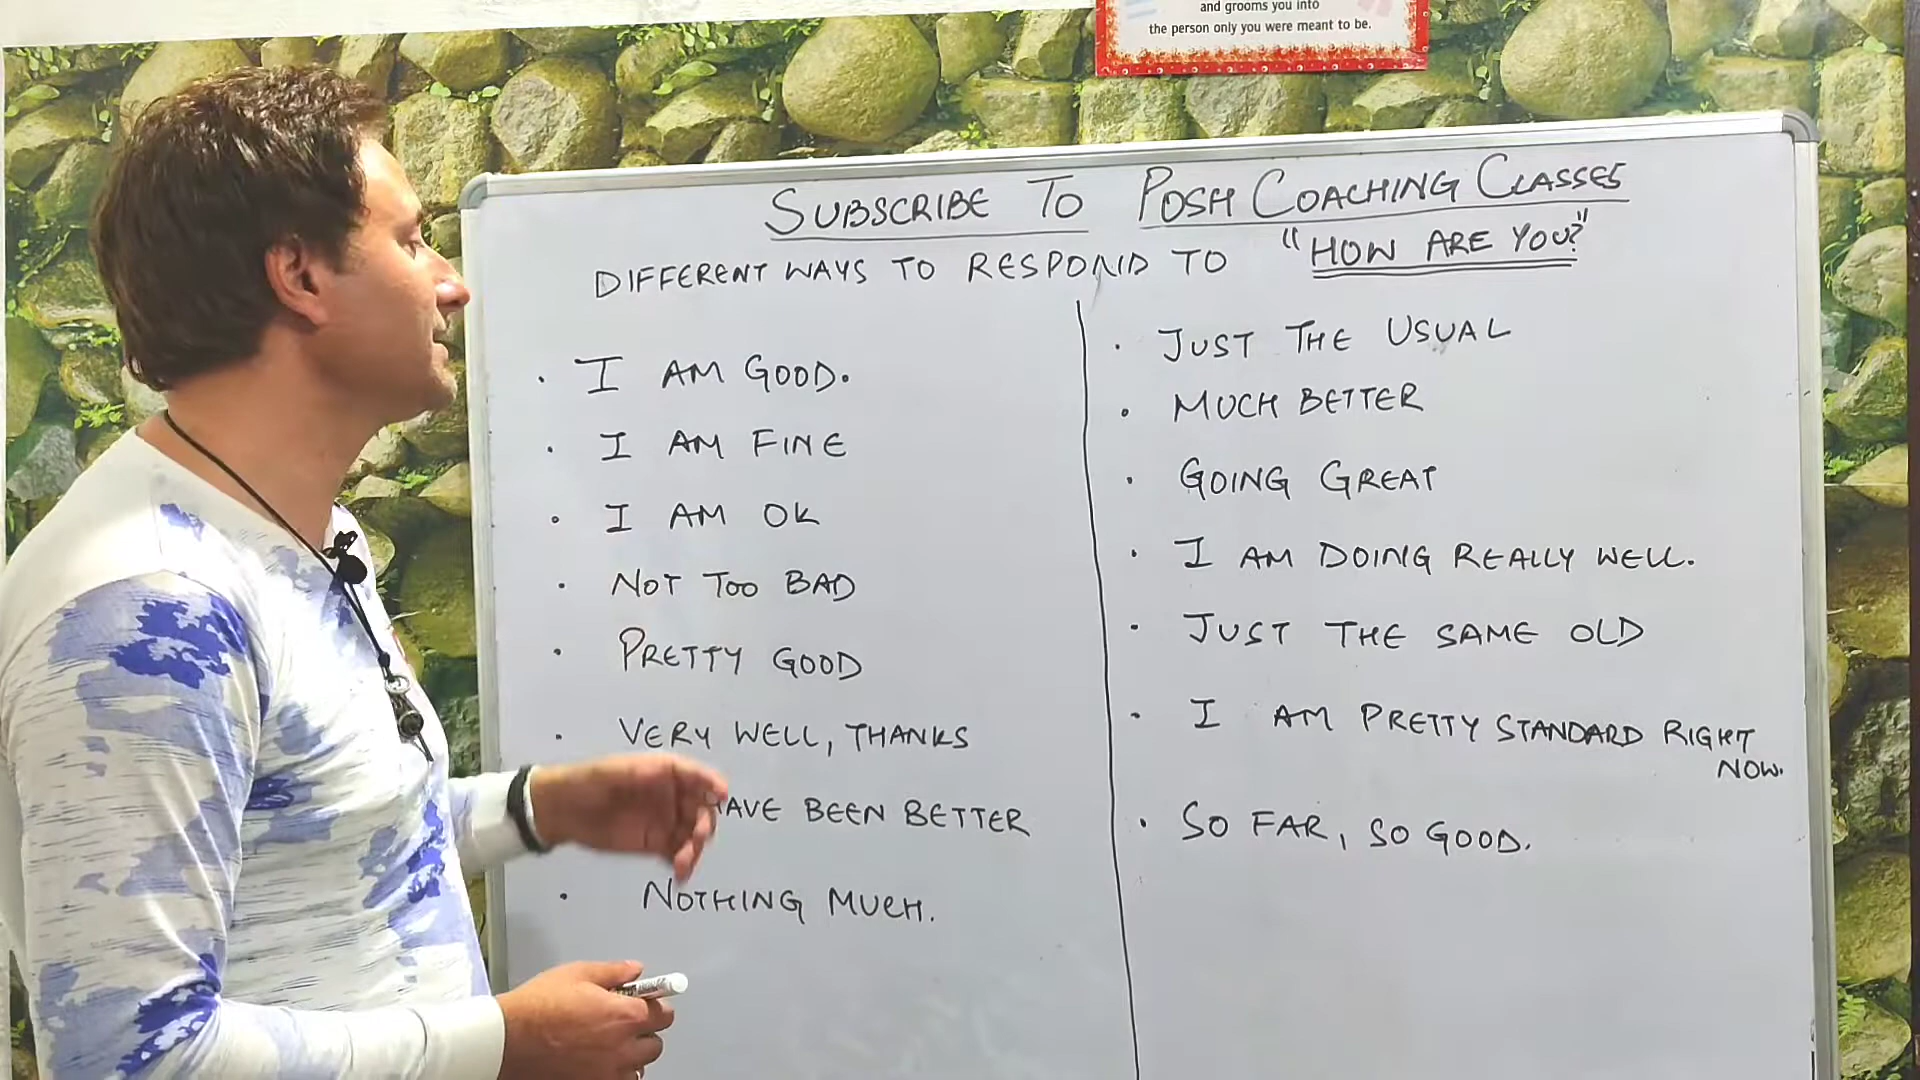 and grooms you into
the person only you were meant to be.
SUBSCRIBE TO POSH COACHING CLASSES
DIFFERENT WAYS TO RESPOND TO "HOW ARE YOU?"
· I AM GOOD.
· I AM FINE
· I AM OK
· NOT TOO BAD
· PRETTY GOOD
· VERY WELL, THANKS
HAVE BEEN BETTER
· NOTHING MUCH.
· JUST THE USUAL
· MUCH BETTER
· GOING GREAT
· I AM DOING REALLY WELL.
· JUST THE SAME OLD
· I AM PRETTY STANDARD RIGHT
NOW.
· SO FAR, SO GOOD.